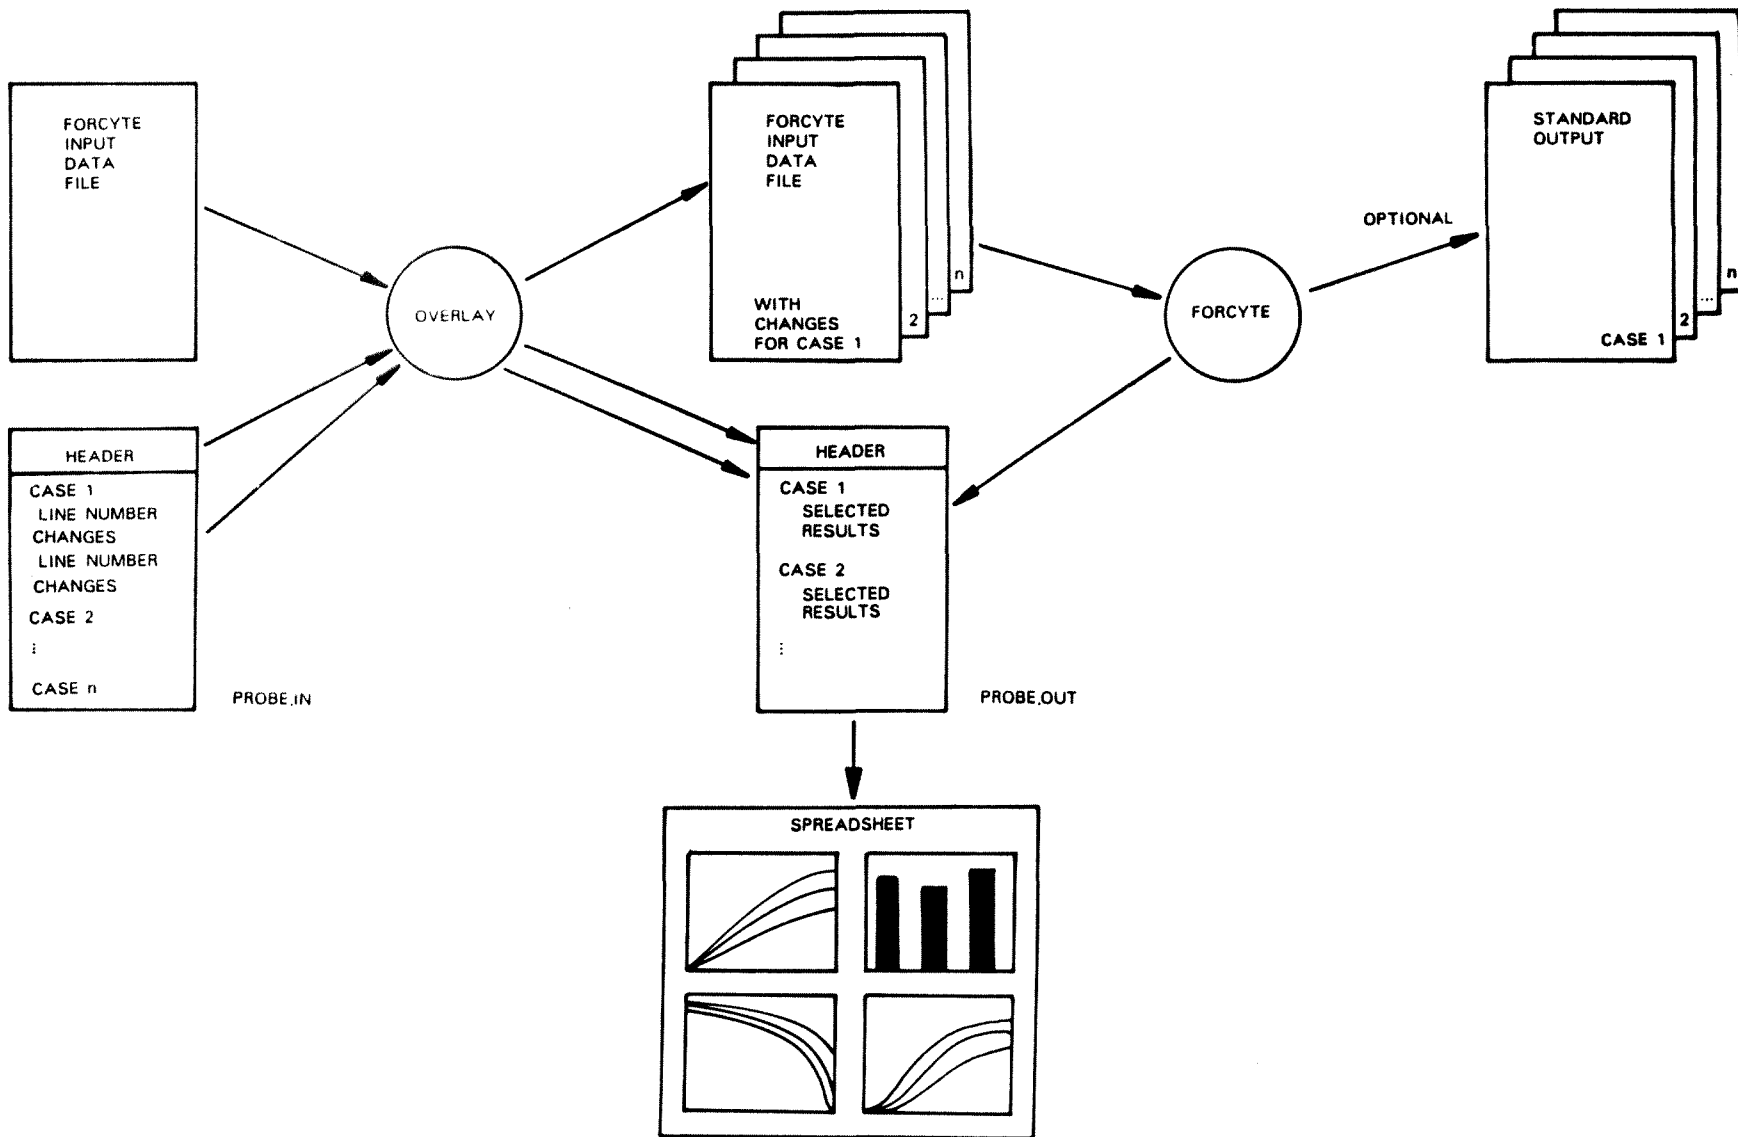 FORCYTE
INPUT
DATA
FILE
OVERLAY
HEADER
CASE 1
LINE NUMBER
CHANGES
LINE NUMBER
CHANGES
CASE 2
⋮
CASE n
PROBE.IN
FORCYTE
INPUT
DATA
FILE
WITH
CHANGES
FOR CASE 1
2
...
n
FORCYTE
OPTIONAL
STANDARD
OUTPUT
CASE 1
2
...
n
HEADER
CASE 1
SELECTED
RESULTS
CASE 2
SELECTED
RESULTS
⋮
PROBE.OUT
SPREADSHEET